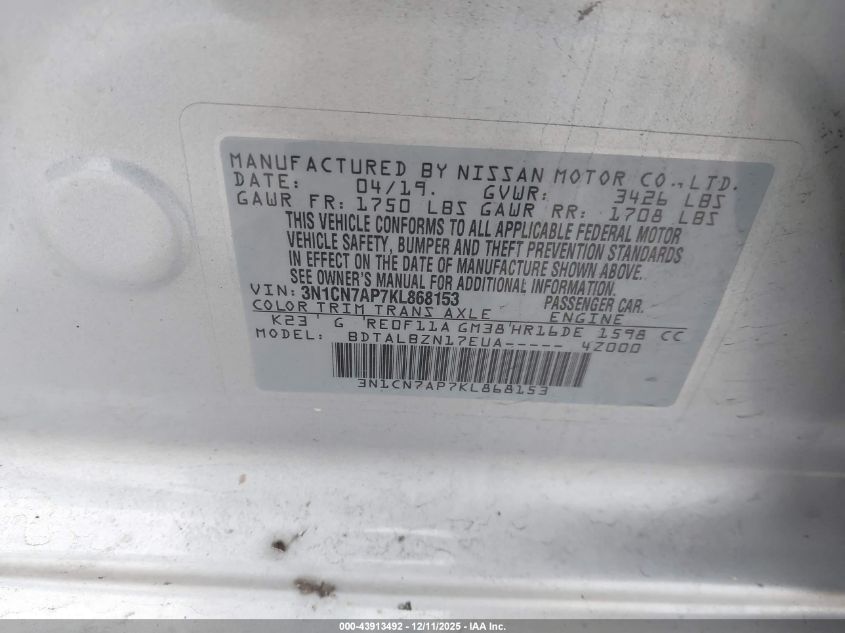 MANUFACTURED BY NISSAN MOTOR CO.,LTD.
DATE: 04/19. GVWR: 3426 LBS
GAWR FR: 1750 LBS GAWR RR: 1708 LBS
THIS VEHICLE CONFORMS TO ALL APPLICABLE FEDERAL MOTOR
VEHICLE SAFETY, BUMPER AND THEFT PREVENTION STANDARDS
IN EFFECT ON THE DATE OF MANUFACTURE SHOWN ABOVE.
SEE OWNER'S MANUAL FOR ADDITIONAL INFORMATION.
VIN: 3N1CN7AP7KL868153 PASSENGER CAR.
COLOR TRIM TRANS AXLE ENGINE
K23 G RE0F11A GM38 HR16DE 1598 CC
MODEL: BDTALBZN17EUA----- 4Z000
3N1CN7AP7KL868153
000-43913492 - 12/11/2025 - IAA Inc.